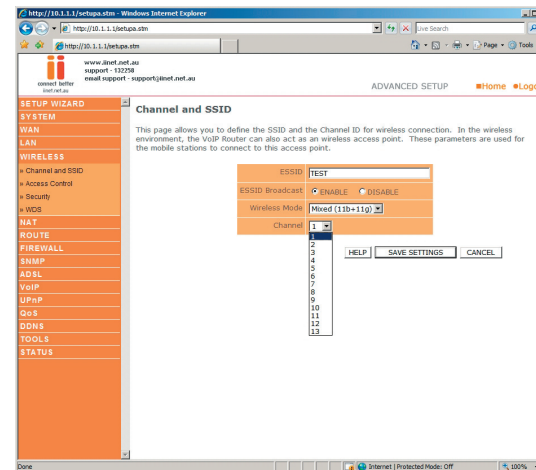 http://10.1.1.1/setupa.stm - Windows Internet Explorer
http://10.1.1.1/setupa.stm
Live Search
http://10.1.1.1/setupa.stm
Page
Tools
www.iinet.net.au
support - 132258
email support - support@iinet.net.au
connect better
iinet.net.au
ADVANCED SETUP
Home
Logo
SETUP WIZARD
SYSTEM
WAN
LAN
WIRELESS
» Channel and SSID
» Access Control
» Security
» WDS
NAT
ROUTE
FIREWALL
SNMP
ADSL
VoIP
UPnP
QoS
DDNS
TOOLS
STATUS
Channel and SSID
This page allows you to define the SSID and the Channel ID for wireless connection. In the wireless
environment, the VoIP Router can also act as an wireless access point. These parameters are used for
the mobile stations to connect to this access point.
ESSID TEST
ESSID Broadcast ENABLE DISABLE
Wireless Mode Mixed (11b+11g)
Channel 1
1
2
3
4
5
6
7
8
9
10
11
12
13
HELP SAVE SETTINGS CANCEL
Done
Internet | Protected Mode: Off
100%